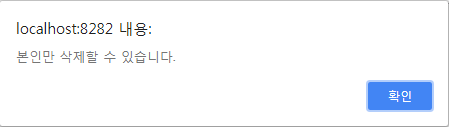 localhost:8282 내용:
본인만 삭제할 수 있습니다.
확인